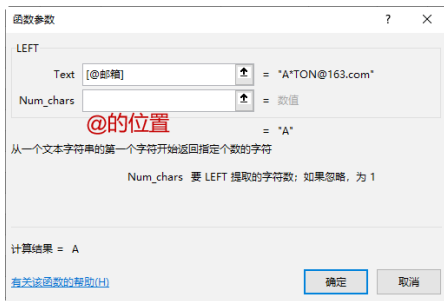 函数参数 ? ×
LEFT
Text [@邮箱] = "A*TON@163.com"
Num_chars = 数值
@的位置
= "A"
从一个文本字符串的第一个字符开始返回指定个数的字符
Num_chars 要 LEFT 提取的字符数；如果忽略，为 1
计算结果 = A
有关该函数的帮助(H)
确定 取消